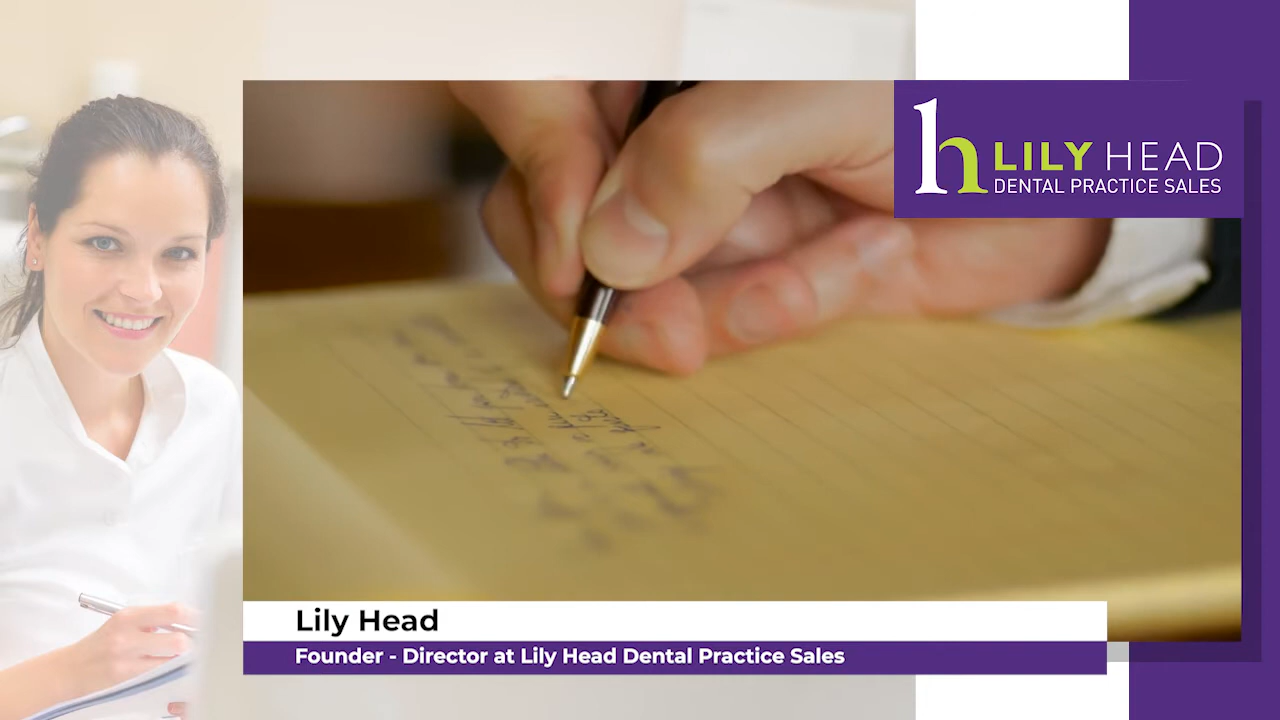 h LILY HEAD
DENTAL PRACTICE SALES
Lily Head
Founder - Director at Lily Head Dental Practice Sales